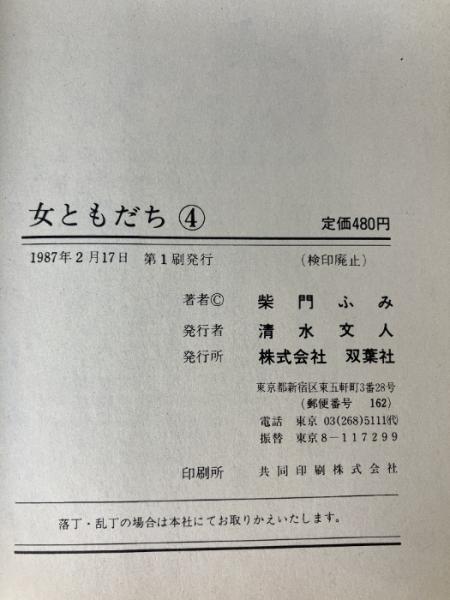 女ともだち ④ 定価480円
1987年2月17日 第1刷発行 (検印廃止)
著者© 柴門ふみ
発行者 清水文人
発行所 株式会社 双葉社
東京都新宿区東五軒町3番28号
(郵便番号 162)
電話 東京 03(268)5111㈹
振替 東京8-117299
印刷所 共同印刷株式会社
落丁・乱丁の場合は本社にてお取りかえいたします。